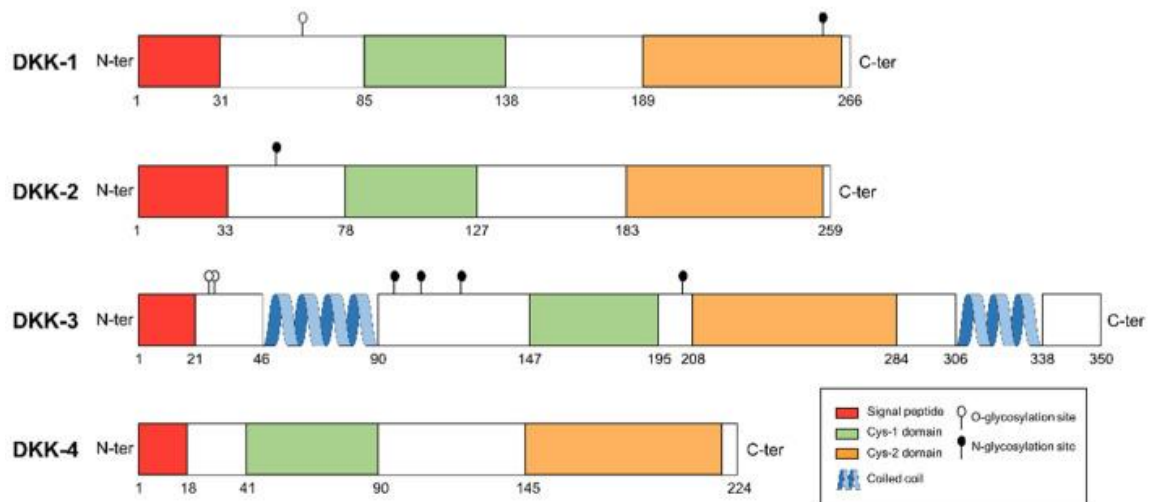 DKK-1 N-ter C-ter
1 31 85 138 189 266
DKK-2 N-ter C-ter
1 33 78 127 183 259
DKK-3 N-ter C-ter
1 21 46 90 147 195 208 284 306 338 350
DKK-4 N-ter C-ter
1 18 41 90 145 224
Signal peptide
Cys-1 domain
Cys-2 domain
Coiled coil
O-glycosylation site
N-glycosylation site